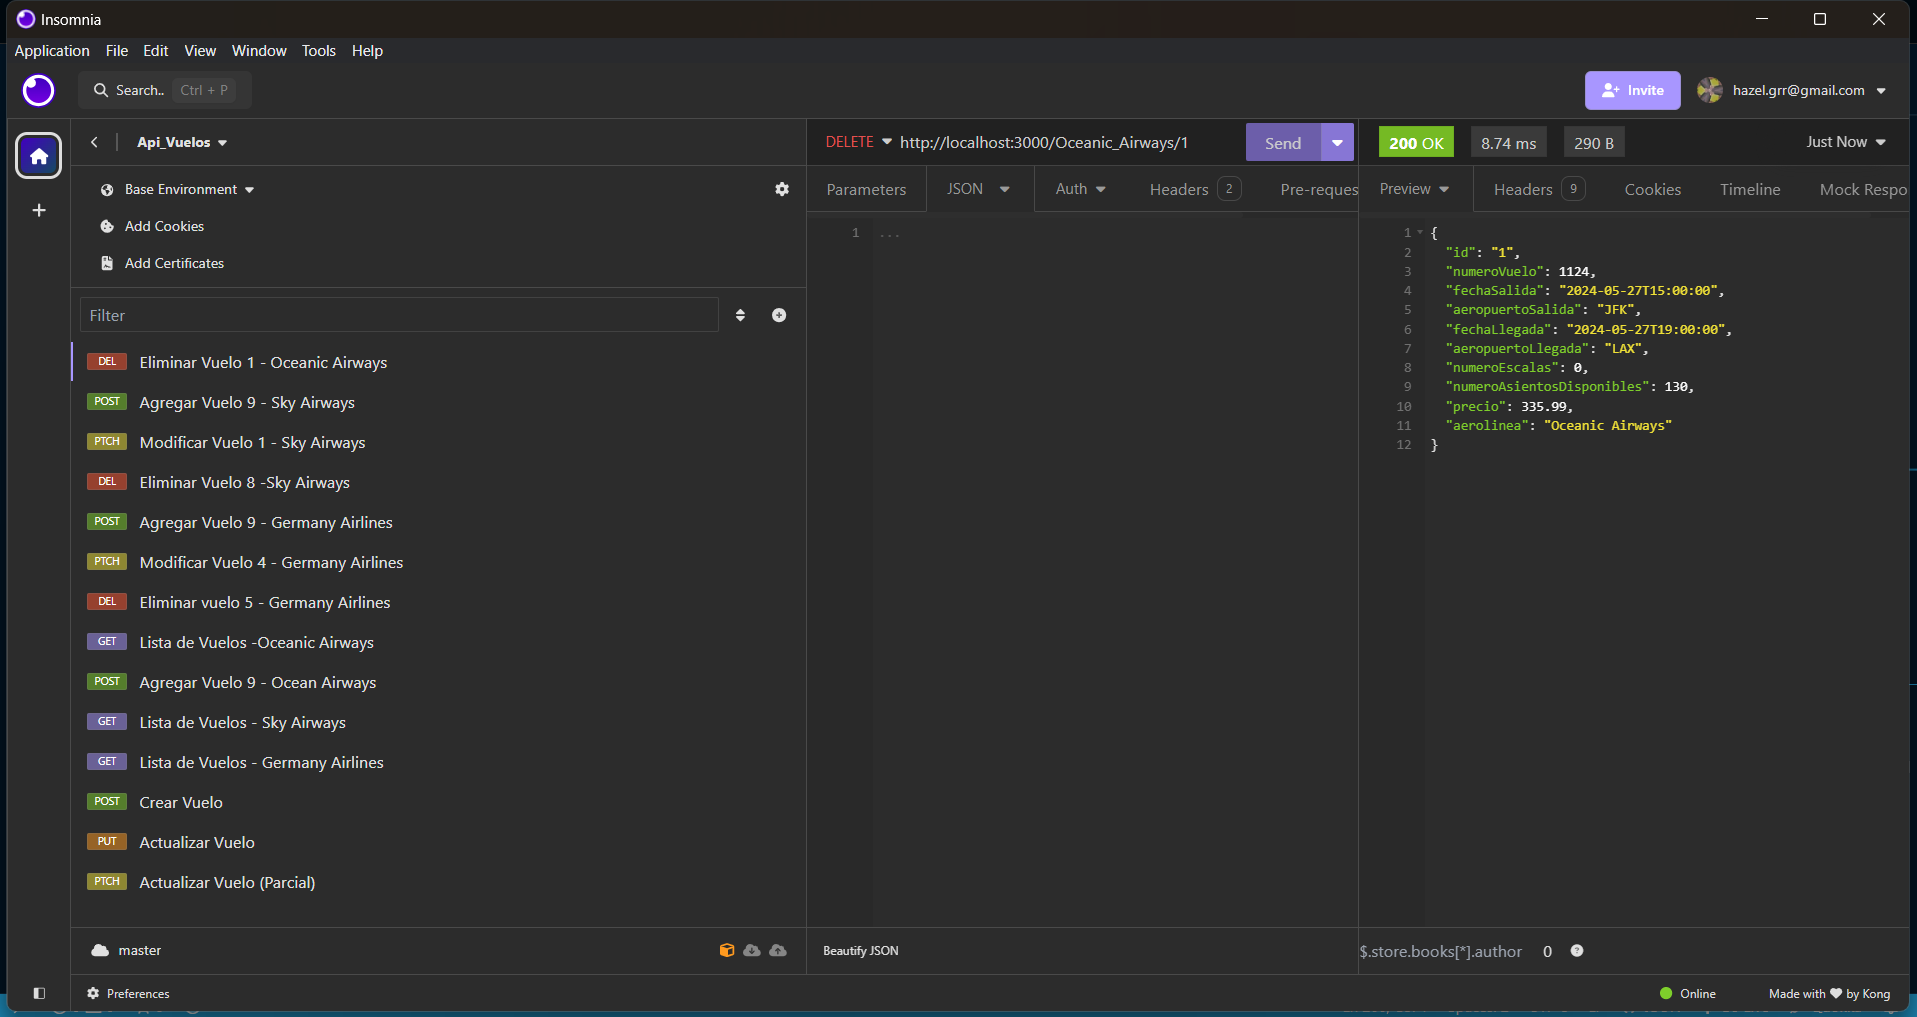 Insomnia
Application File Edit View Window Tools Help
Search.. Ctrl + P
Invite hazel.grr@gmail.com
Api_Vuelos
Base Environment
Add Cookies
Add Certificates
Filter
DEL Eliminar Vuelo 1 - Oceanic Airways
POST Agregar Vuelo 9 - Sky Airways
PTCH Modificar Vuelo 1 - Sky Airways
DEL Eliminar Vuelo 8 -Sky Airways
POST Agregar Vuelo 9 - Germany Airlines
PTCH Modificar Vuelo 4 - Germany Airlines
DEL Eliminar vuelo 5 - Germany Airlines
GET Lista de Vuelos -Oceanic Airways
POST Agregar Vuelo 9 - Ocean Airways
GET Lista de Vuelos - Sky Airways
GET Lista de Vuelos - Germany Airlines
POST Crear Vuelo
PUT Actualizar Vuelo
PTCH Actualizar Vuelo (Parcial)
master
Preferences
DELETE http://localhost:3000/Oceanic_Airways/1 Send
Parameters JSON Auth Headers 2 Pre-reques
1 ...
Beautify JSON
200 OK 8.74 ms 290 B Just Now
Preview Headers 9 Cookies Timeline Mock Respo
1 {
2 "id": "1",
3 "numeroVuelo": 1124,
4 "fechaSalida": "2024-05-27T15:00:00",
5 "aeropuertoSalida": "JFK",
6 "fechaLlegada": "2024-05-27T19:00:00",
7 "aeropuertoLlegada": "LAX",
8 "numeroEscalas": 0,
9 "numeroAsientosDisponibles": 130,
10 "precio": 335.99,
11 "aerolinea": "Oceanic Airways"
12 }
$.store.books[*].author 0
Online Made with ❤ by Kong